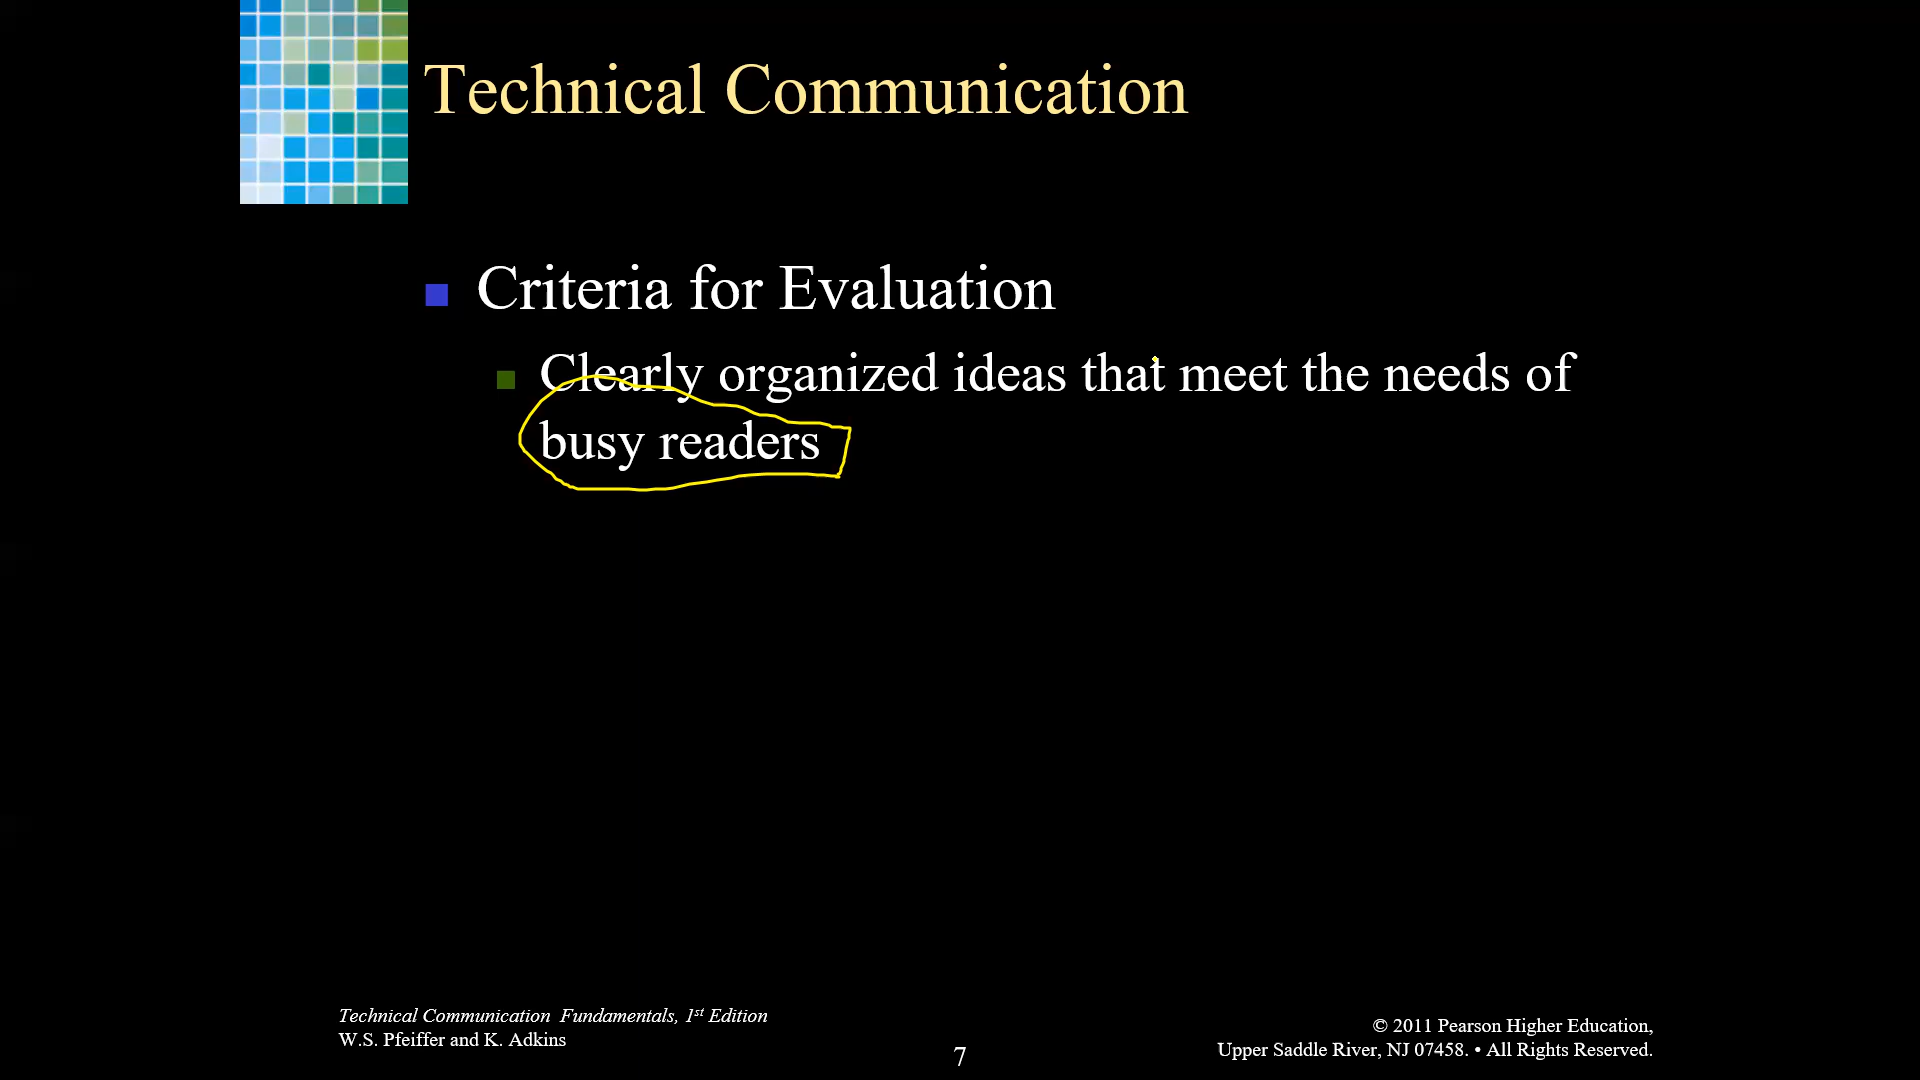 Technical Communication
Criteria for Evaluation
Clearly organized ideas that meet the needs of
busy readers
Technical Communication Fundamentals, 1st Edition
W.S. Pfeiffer and K. Adkins
7
© 2011 Pearson Higher Education,
Upper Saddle River, NJ 07458. • All Rights Reserved.